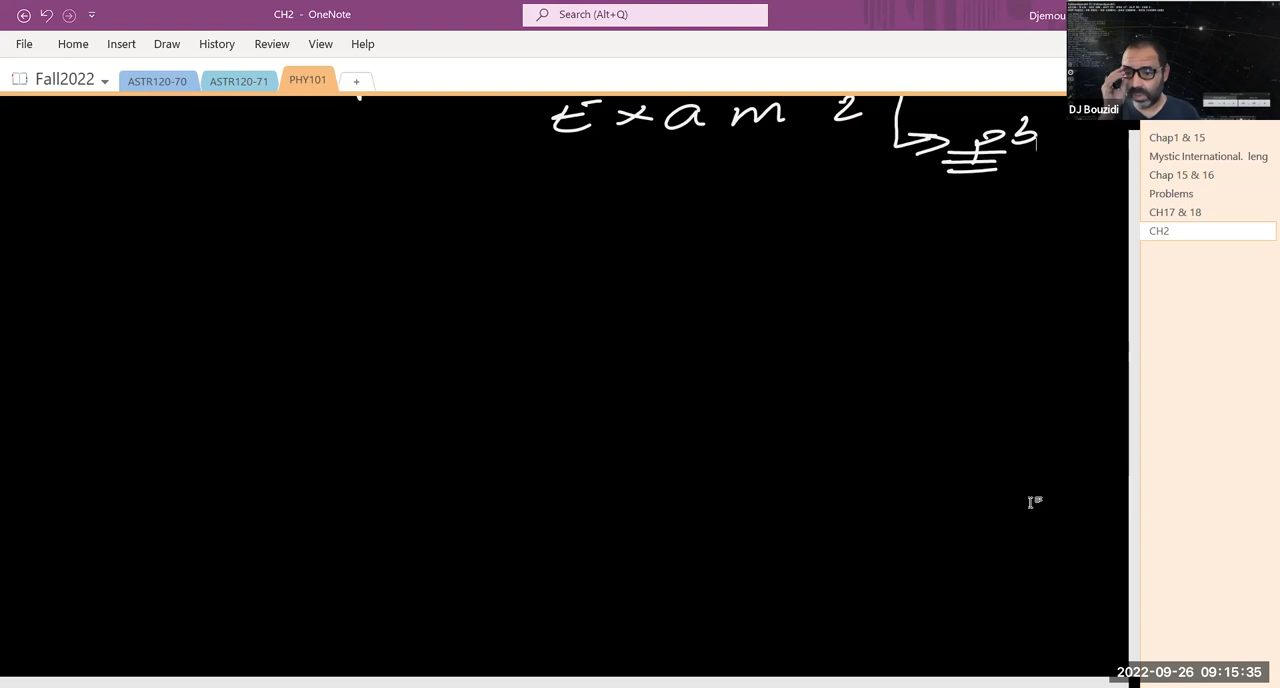 CH2 - OneNote
Search (Alt+Q)
Djemou
File Home Insert Draw History Review View Help
Fall2022 ASTR120-70 ASTR120-71 PHY101 +
DJ Bouzidi
Exam 2
Chap1 & 15
Mystic International. leng
Chap 15 & 16
Problems
CH17 & 18
CH2
2022-09-26 09:15:35